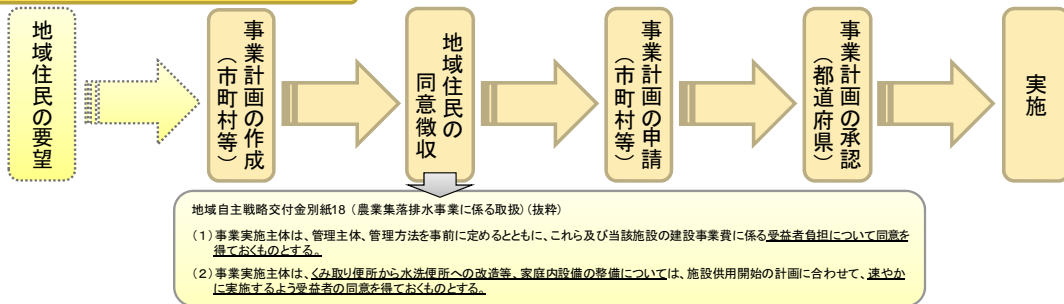 地域住民の要望
事業計画の作成
（市町村等）
地域住民の
同意徴収
事業計画の申請
（市町村等）
事業計画の承認
（都道府県）
実施
地域自主戦略交付金別紙18（農業集落排水事業に係る取扱）（抜粋）
（1）事業実施主体は、管理主体、管理方法を事前に定めるとともに、これら及び当該施設の建設事業費に係る受益者負担について同意を
得ておくものとする。
（2）事業実施主体は、くみ取り便所から水洗便所への改造等、家庭内設備の整備については、施設供用開始の計画に合わせて、速やか
に実施するよう受益者の同意を得ておくものとする。